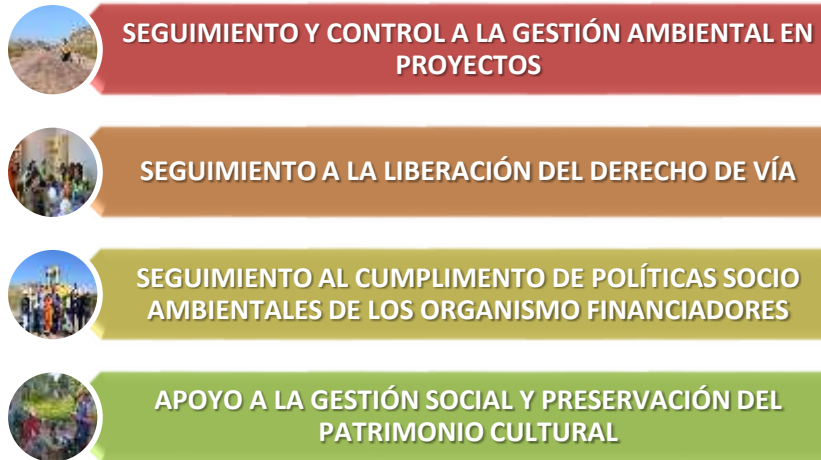 SEGUIMIENTO Y CONTROL A LA GESTIÓN AMBIENTAL EN
PROYECTOS
SEGUIMIENTO A LA LIBERACIÓN DEL DERECHO DE VÍA
SEGUIMIENTO AL CUMPLIMENTO DE POLÍTICAS SOCIO
AMBIENTALES DE LOS ORGANISMO FINANCIADORES
APOYO A LA GESTIÓN SOCIAL Y PRESERVACIÓN DEL
PATRIMONIO CULTURAL